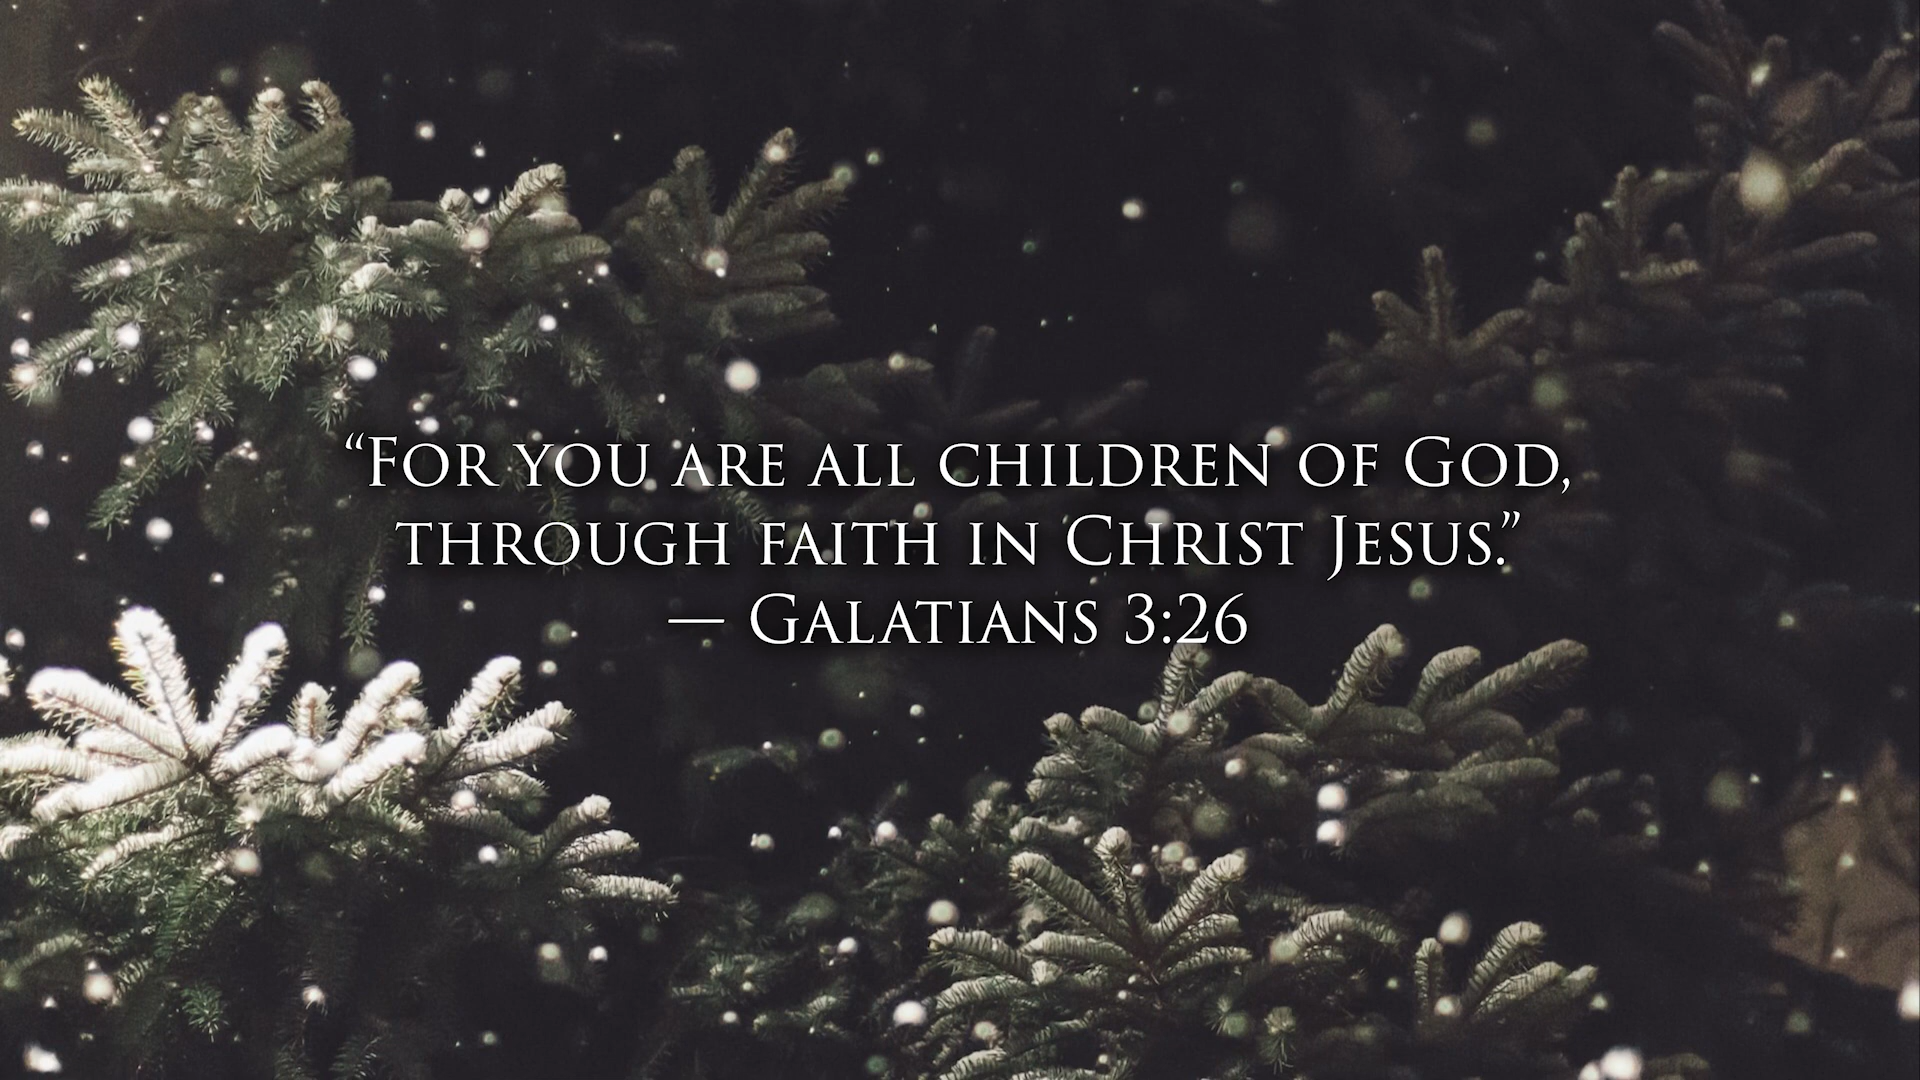 “For you are all children of God,
through faith in Christ Jesus.”
— Galatians 3:26